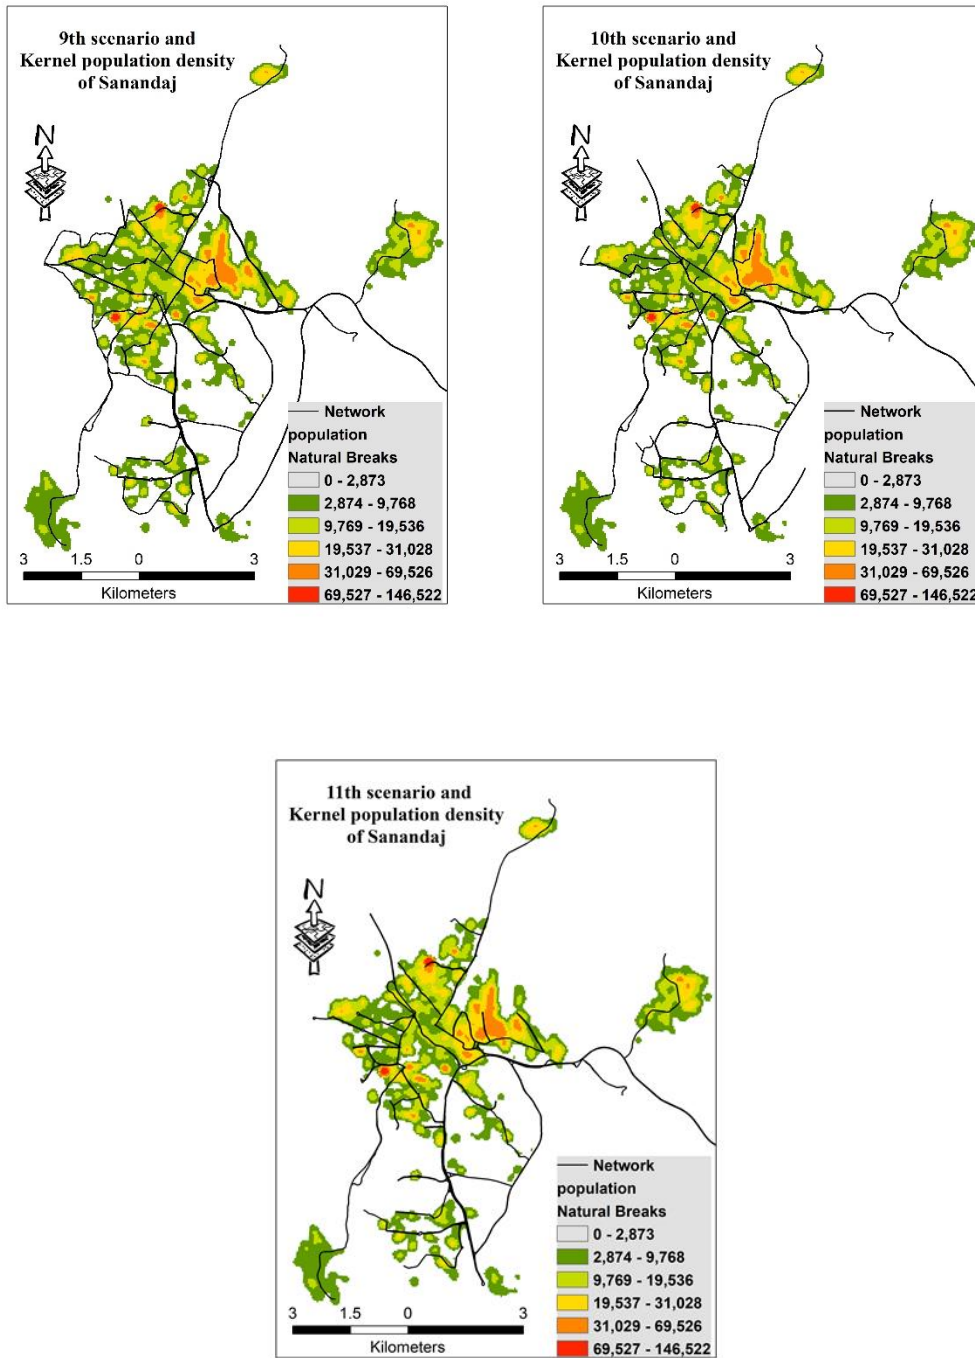 9th scenario and
Kernel population density
of Sanandaj
N
Network
population
Natural Breaks
0 - 2,873
2,874 - 9,768
9,769 - 19,536
19,537 - 31,028
31,029 - 69,526
69,527 - 146,522
3 1.5 0 3
Kilometers
10th scenario and
Kernel population density
of Sanandaj
N
Network
population
Natural Breaks
0 - 2,873
2,874 - 9,768
9,769 - 19,536
19,537 - 31,028
31,029 - 69,526
69,527 - 146,522
3 1.5 0 3
Kilometers
11th scenario and
Kernel population density
of Sanandaj
N
Network
population
Natural Breaks
0 - 2,873
2,874 - 9,768
9,769 - 19,536
19,537 - 31,028
31,029 - 69,526
69,527 - 146,522
3 1.5 0 3
Kilometers